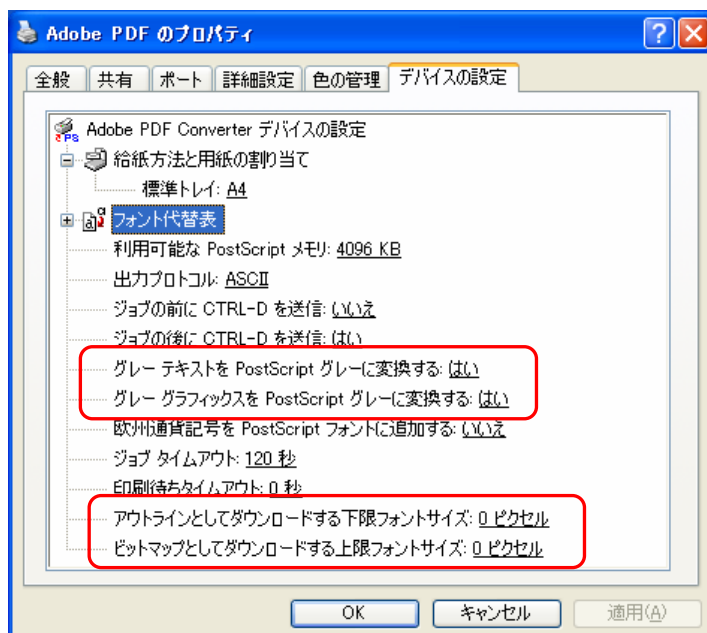 Adobe PDF のプロパティ
全般 共有 ポート 詳細設定 色の管理 デバイスの設定
Adobe PDF Converter デバイスの設定
給紙方法と用紙の割り当て
標準トレイ: A4
フォント代替表
利用可能な PostScript メモリ: 4096 KB
出力プロトコル: ASCII
ジョブの前に CTRL-D を送信: いいえ
ジョブの後に CTRL-D を送信: はい
グレー テキストを PostScript グレーに変換する: はい
グレー グラフィックスを PostScript グレーに変換する: はい
欧州通貨記号を PostScript フォントに追加する: いいえ
ジョブ タイムアウト: 120 秒
印刷待ちタイムアウト: 0 秒
アウトラインとしてダウンロードする下限フォントサイズ: 0 ピクセル
ビットマップとしてダウンロードする上限フォントサイズ: 0 ピクセル
OK キャンセル 適用(A)